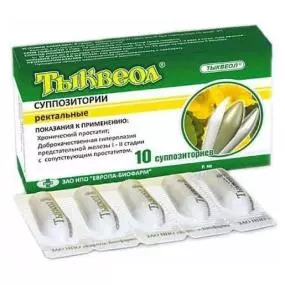 Тыквеол®
ТЫКВЕОЛ®
СУППОЗИТОРИИ
ректальные
ПОКАЗАНИЯ К ПРИМЕНЕНИЮ:
Хронический простатит;
Доброкачественная гиперплазия
предстательной железы I - II стадии
с сопутствующим простатитом.
10 суппозиториев
ЗАО НПО "ЕВРОПА-БИОФАРМ"